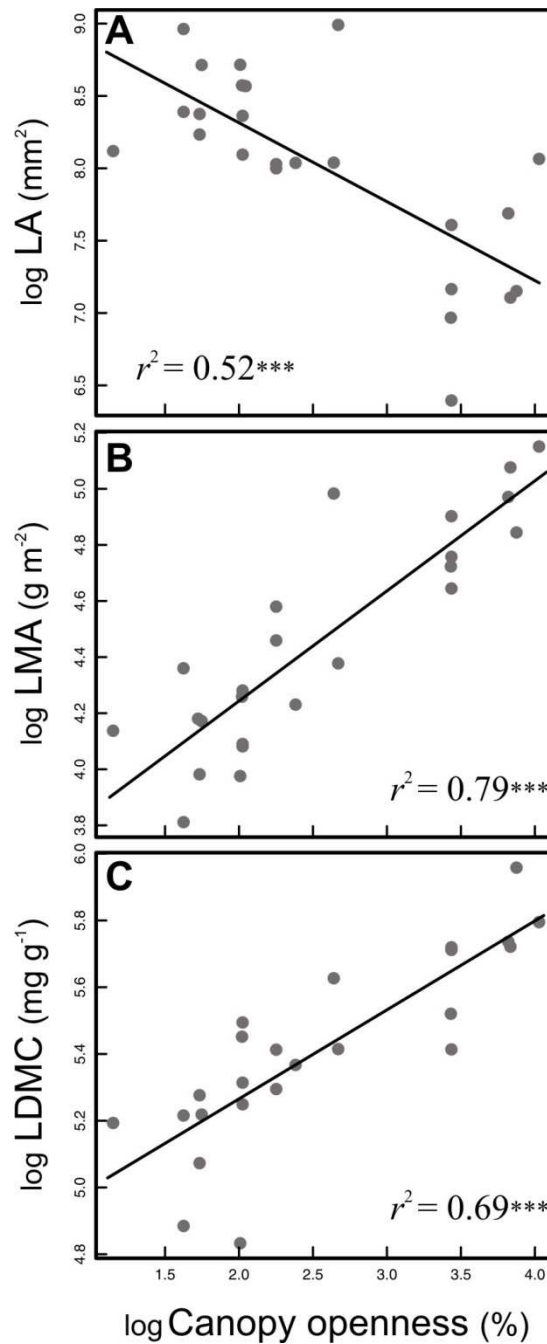 A
9.0
8.5
8.0
7.5
7.0
6.5
log LA (mm²)
r² = 0.52***
B
5.2
5.0
4.8
4.6
4.4
4.2
4.0
3.8
log LMA (g m⁻²)
r² = 0.79***
C
6.0
5.8
5.6
5.4
5.2
5.0
4.8
log LDMC (mg g⁻¹)
r² = 0.69***
1.5 2.0 2.5 3.0 3.5 4.0
log Canopy openness (%)